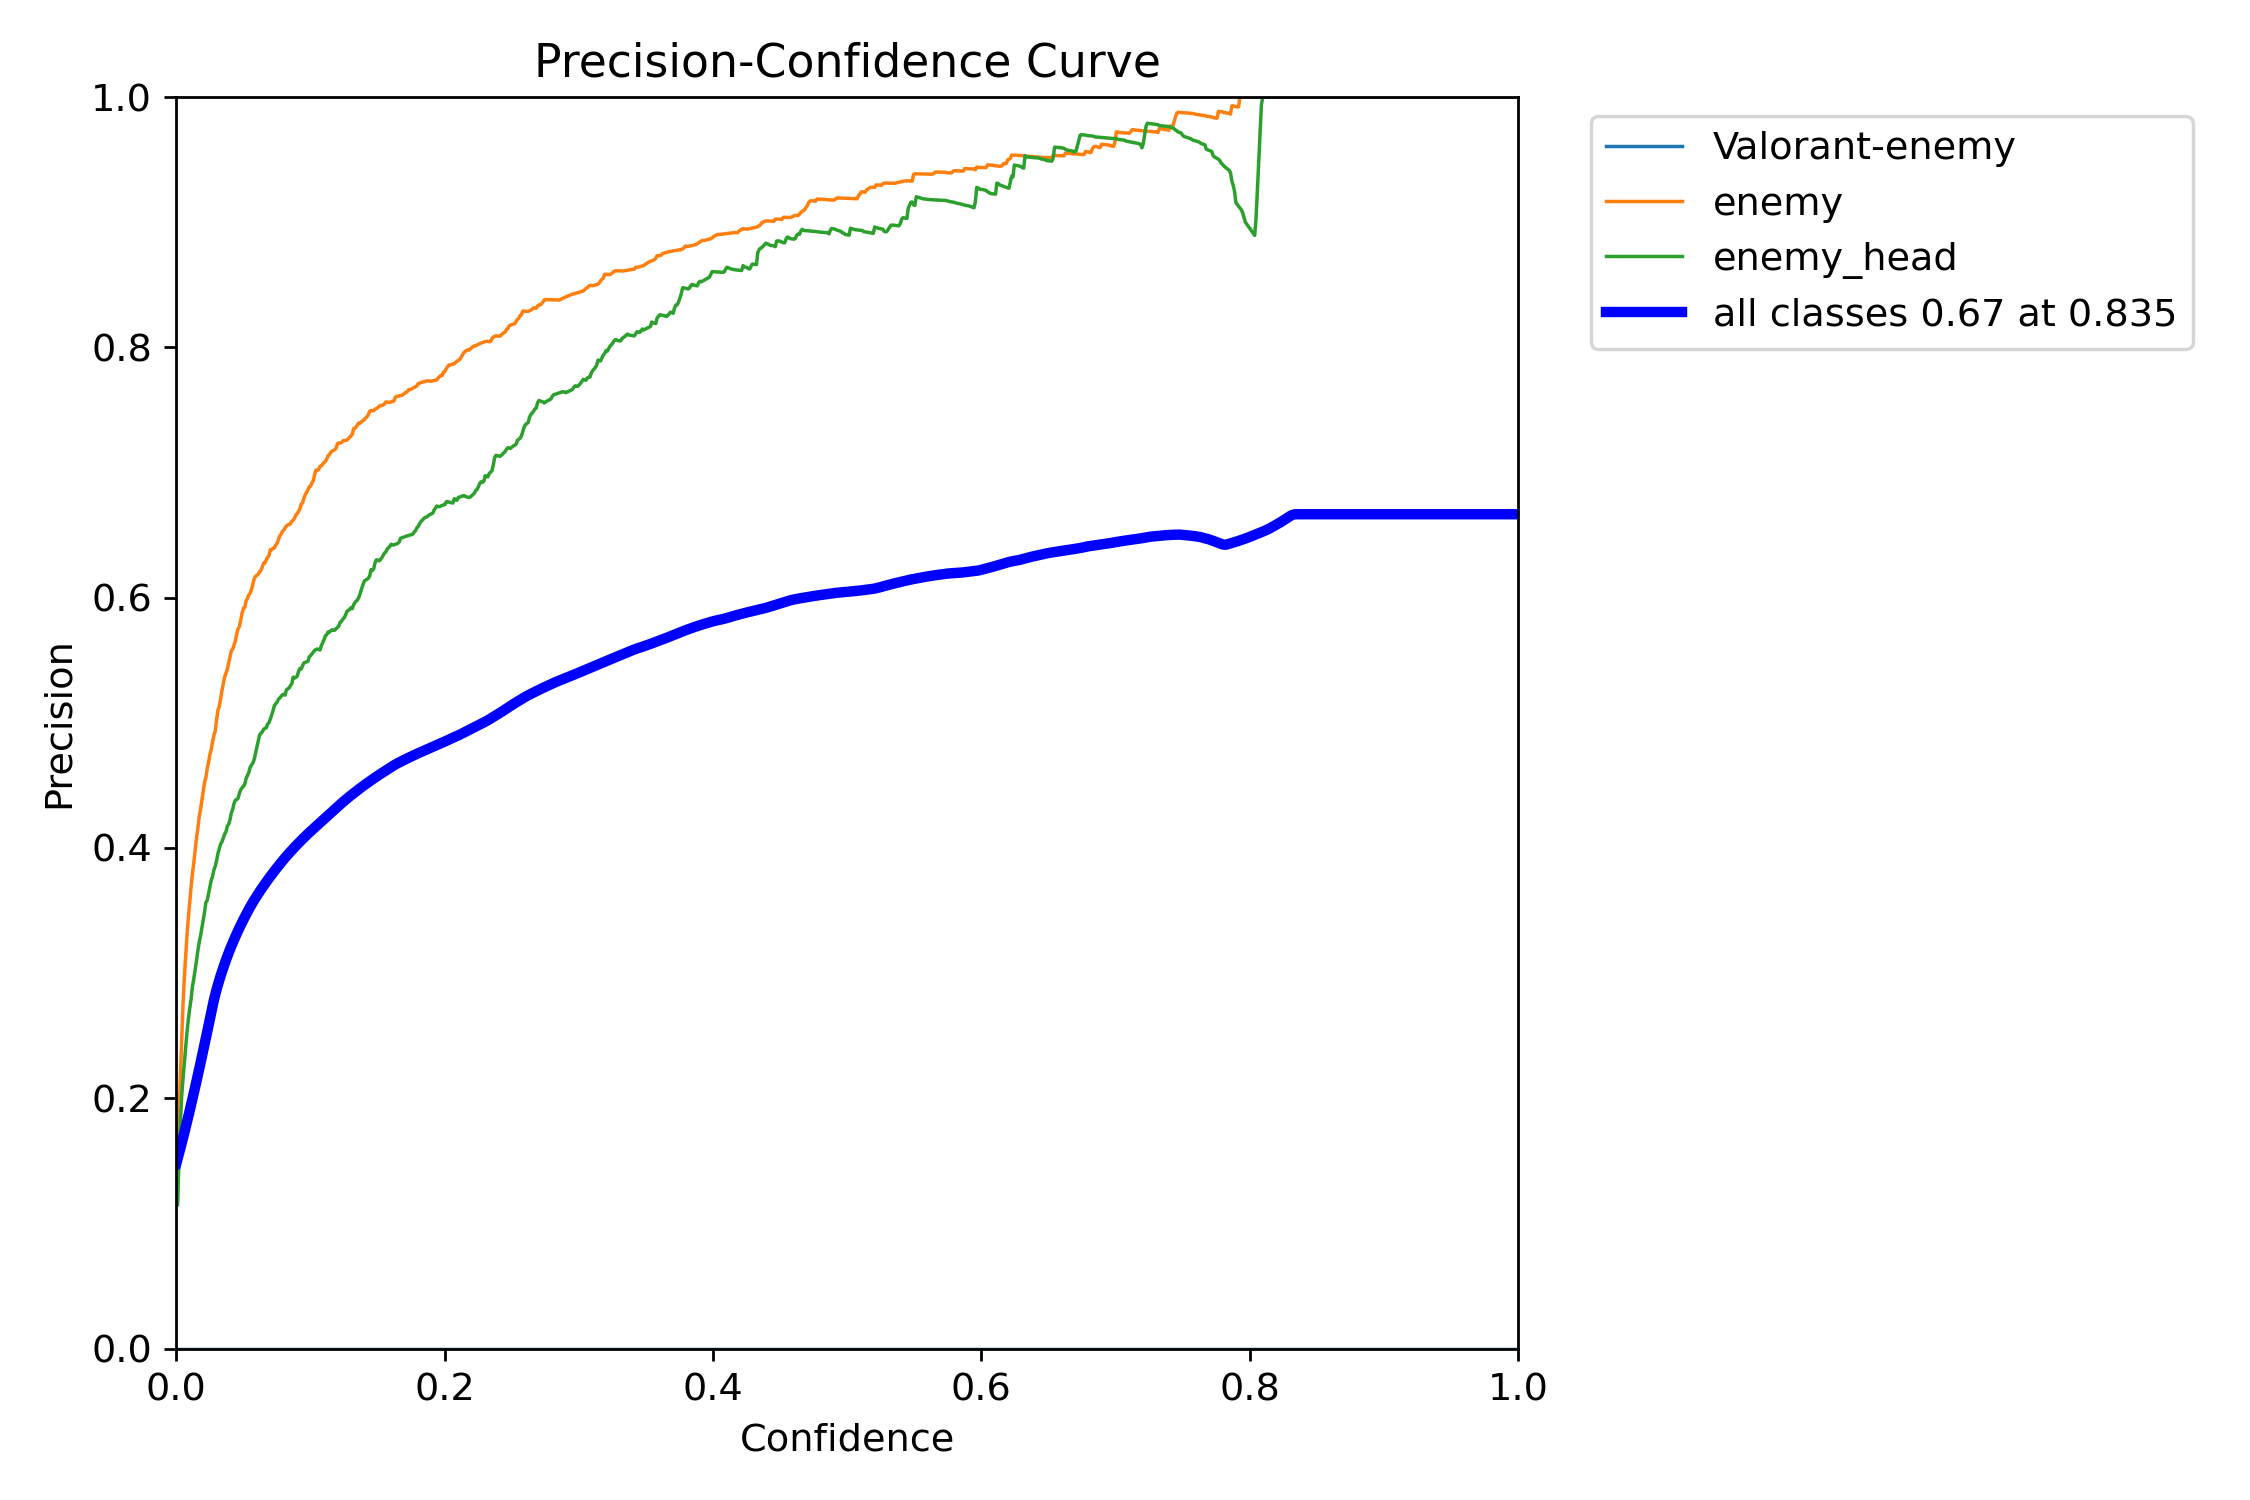 Precision-Confidence Curve
1.0
0.8
0.6
0.4
0.2
0.0
Precision
0.0 0.2 0.4 0.6 0.8 1.0
Confidence
Valorant-enemy
enemy
enemy_head
all classes 0.67 at 0.835